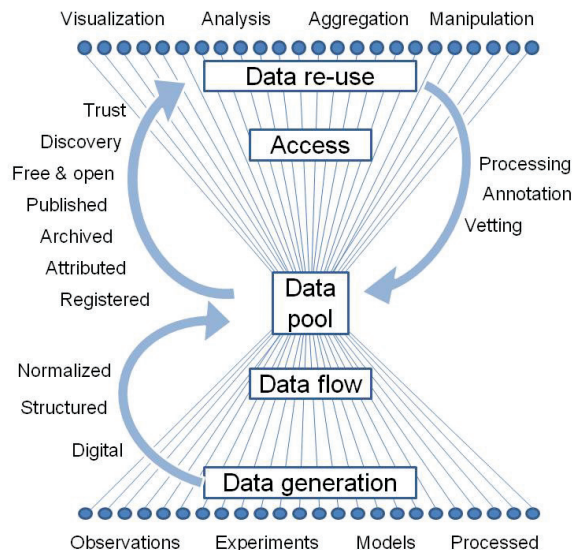 Visualization Analysis Aggregation Manipulation
Data re-use
Trust
Access
Discovery
Processing
Free & open
Annotation
Published
Vetting
Archived
Attributed
Registered
Data
pool
Normalized
Data flow
Structured
Digital
Data generation
Observations Experiments Models Processed